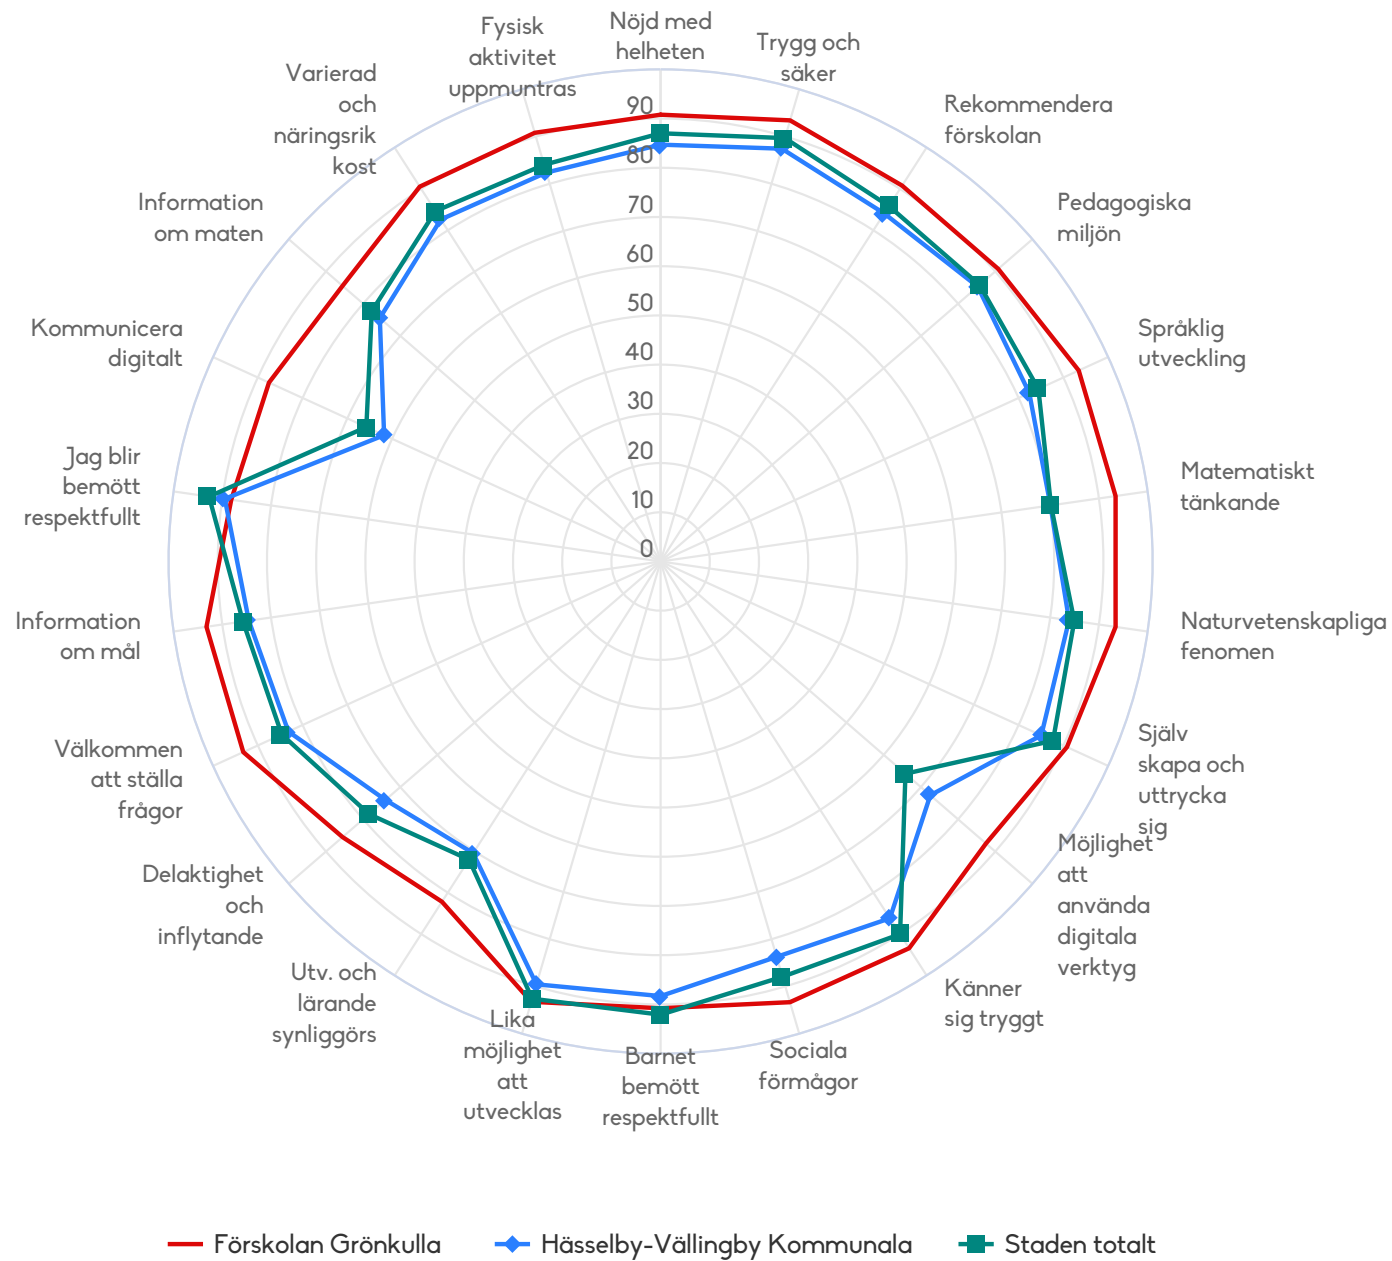 Nöjd med
helheten
Trygg och
säker
Rekommendera
förskolan
Pedagogiska
miljön
Språklig
utveckling
Matematiskt
tänkande
Naturvetenskapliga
fenomen
Själv
skapa och
uttrycka
sig
Möjlighet
att
använda
digitala
verktyg
Känner
sig tryggt
Sociala
förmågor
Barnet
bemött
respektfullt
Lika
möjlighet
att
utvecklas
Utv. och
lärande
synliggörs
Delaktighet
och
inflytande
Välkommen
att ställa
frågor
Information
om mål
Jag blir
bemött
respektfullt
Kommunicera
digitalt
Information
om maten
Varierad
och
näringsrik
kost
Fysisk
aktivitet
uppmuntras
90
80
70
60
50
40
30
20
10
0
Förskolan Grönkulla
Hässelby-Vällingby Kommunala
Staden totalt